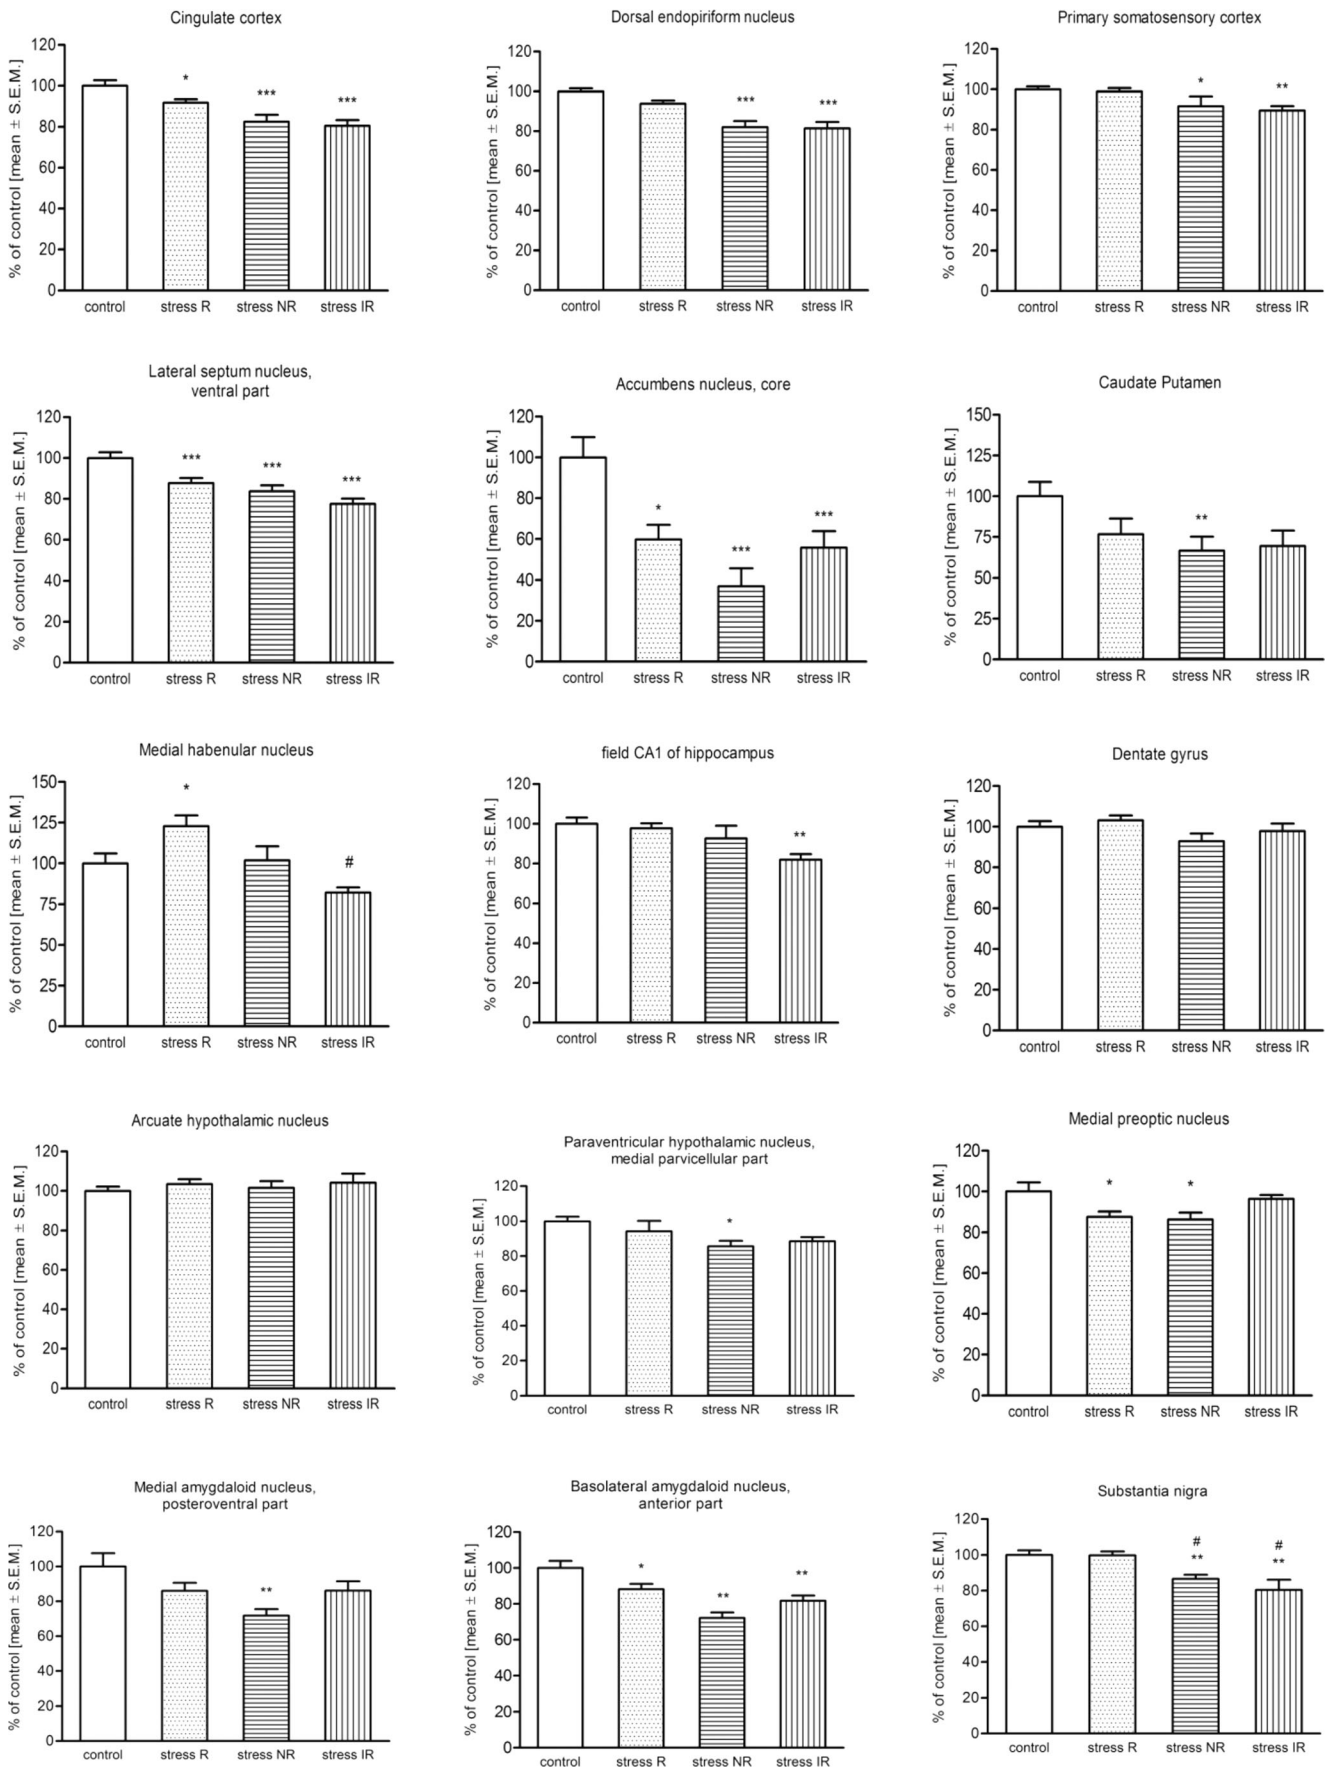 Cingulate cortex
% of control [mean ± S.E.M.]
120
100
80
60
40
20
0
*
***
***
control stress R stress NR stress IR
Dorsal endopiriform nucleus
% of control [mean ± S.E.M.]
120
100
80
60
40
20
0
***
***
control stress R stress NR stress IR
Primary somatosensory cortex
% of control [mean ± S.E.M.]
120
100
80
60
40
20
0
*
**
control stress R stress NR stress IR
Lateral septum nucleus,
ventral part
% of control [mean ± S.E.M.]
120
100
80
60
40
20
0
***
***
***
control stress R stress NR stress IR
Accumbens nucleus, core
% of control [mean ± S.E.M.]
120
100
80
60
40
20
0
*
***
***
control stress R stress NR stress IR
Caudate Putamen
% of control [mean ± S.E.M.]
150
125
100
75
50
25
0
**
control stress R stress NR stress IR
Medial habenular nucleus
% of control [mean ± S.E.M.]
150
125
100
75
50
25
0
*
#
control stress R stress NR stress IR
field CA1 of hippocampus
% of control [mean ± S.E.M.]
120
100
80
60
40
20
0
**
control stress R stress NR stress IR
Dentate gyrus
% of control [mean ± S.E.M.]
120
100
80
60
40
20
0
control stress R stress NR stress IR
Arcuate hypothalamic nucleus
% of control [mean ± S.E.M.]
120
100
80
60
40
20
0
control stress R stress NR stress IR
Paraventricular hypothalamic nucleus,
medial parvicellular part
% of control [mean ± S.E.M.]
120
100
80
60
40
20
0
*
control stress R stress NR stress IR
Medial preoptic nucleus
% of control [mean ± S.E.M.]
120
100
80
60
40
20
0
*
*
control stress R stress NR stress IR
Medial amygdaloid nucleus,
posteroventral part
% of control [mean ± S.E.M.]
120
100
80
60
40
20
0
**
control stress R stress NR stress IR
Basolateral amygdaloid nucleus,
anterior part
% of control [mean ± S.E.M.]
120
100
80
60
40
20
0
*
**
**
control stress R stress NR stress IR
Substantia nigra
% of control [mean ± S.E.M.]
120
100
80
60
40
20
0
# #
** **
control stress R stress NR stress IR